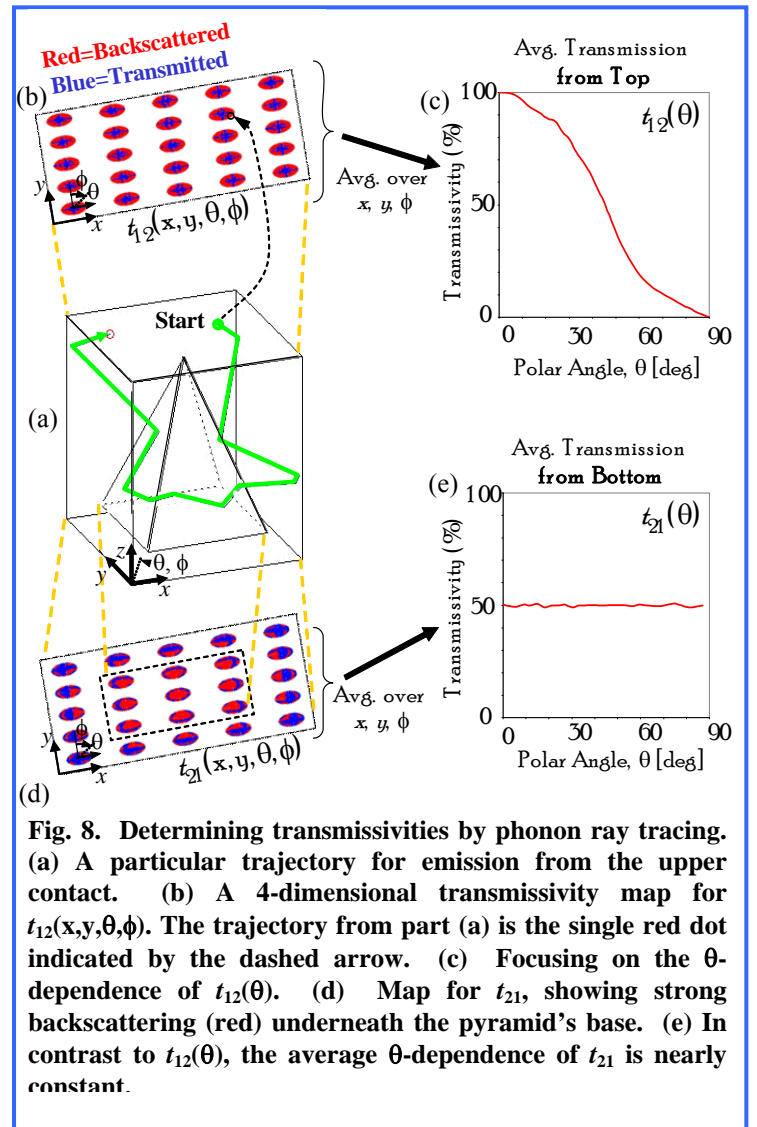 Red=Backscattered
Blue=Transmitted
(b)
y
ϕ
θ
x
t12(x,y,θ,ϕ)
Avg. over
x, y, ϕ
(c)
Avg. Transmission
from Top
t12(θ)
Transmissivity (%)
100
50
0
0 30 60 90
Polar Angle, θ [deg]
Start
(a)
z
θ, ϕ
y
x
(d)
y
ϕ
θ
x
t21(x,y,θ,ϕ)
Avg. over
x, y, ϕ
(e)
Avg. Transmission
from Bottom
t21(θ)
Transmissivity (%)
100
50
0
0 30 60 90
Polar Angle, θ [deg]
Fig. 8. Determining transmissivities by phonon ray tracing.
(a) A particular trajectory for emission from the upper
contact. (b) A 4-dimensional transmissivity map for
t12(x,y,θ,ϕ). The trajectory from part (a) is the single red dot
indicated by the dashed arrow. (c) Focusing on the θ-
dependence of t12(θ). (d) Map for t21, showing strong
backscattering (red) underneath the pyramid's base. (e) In
contrast to t12(θ), the average θ-dependence of t21 is nearly
constant.